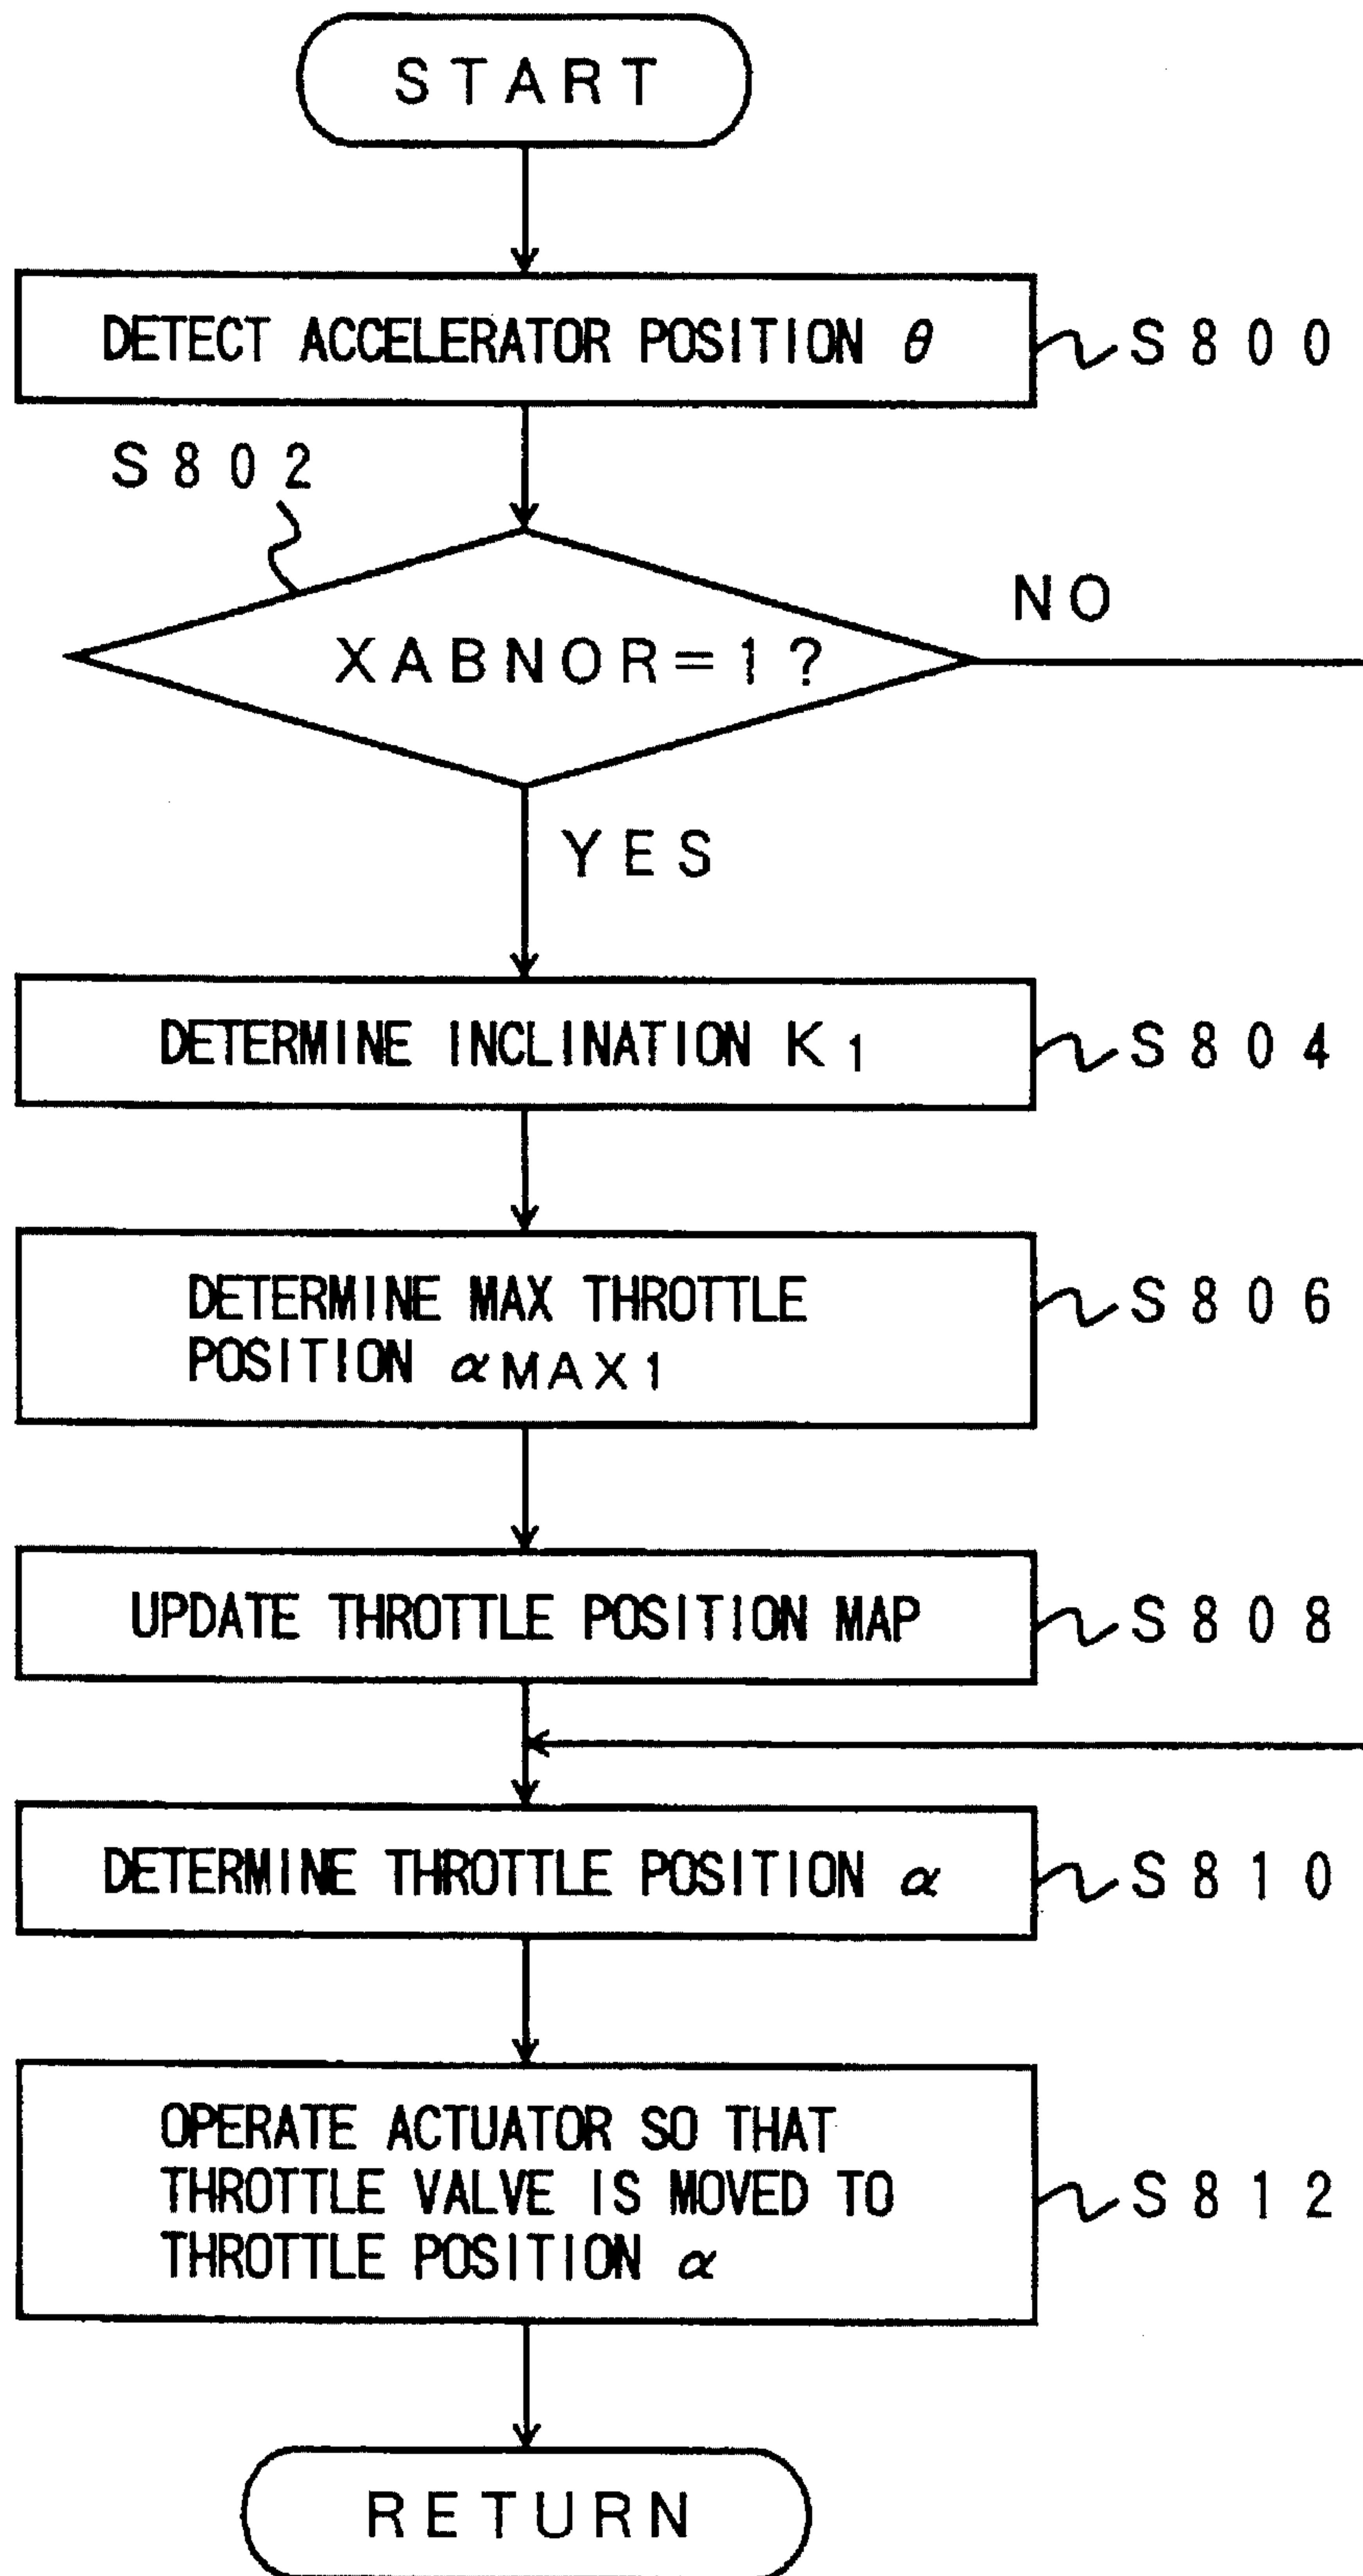 START
DETECT ACCELERATOR POSITION θ
S800
S802
XABNOR=1?
NO
YES
DETERMINE INCLINATION K1
S804
DETERMINE MAX THROTTLE
POSITION αMAX1
S806
UPDATE THROTTLE POSITION MAP
S808
DETERMINE THROTTLE POSITION α
S810
OPERATE ACTUATOR SO THAT
THROTTLE VALVE IS MOVED TO
THROTTLE POSITION α
S812
RETURN